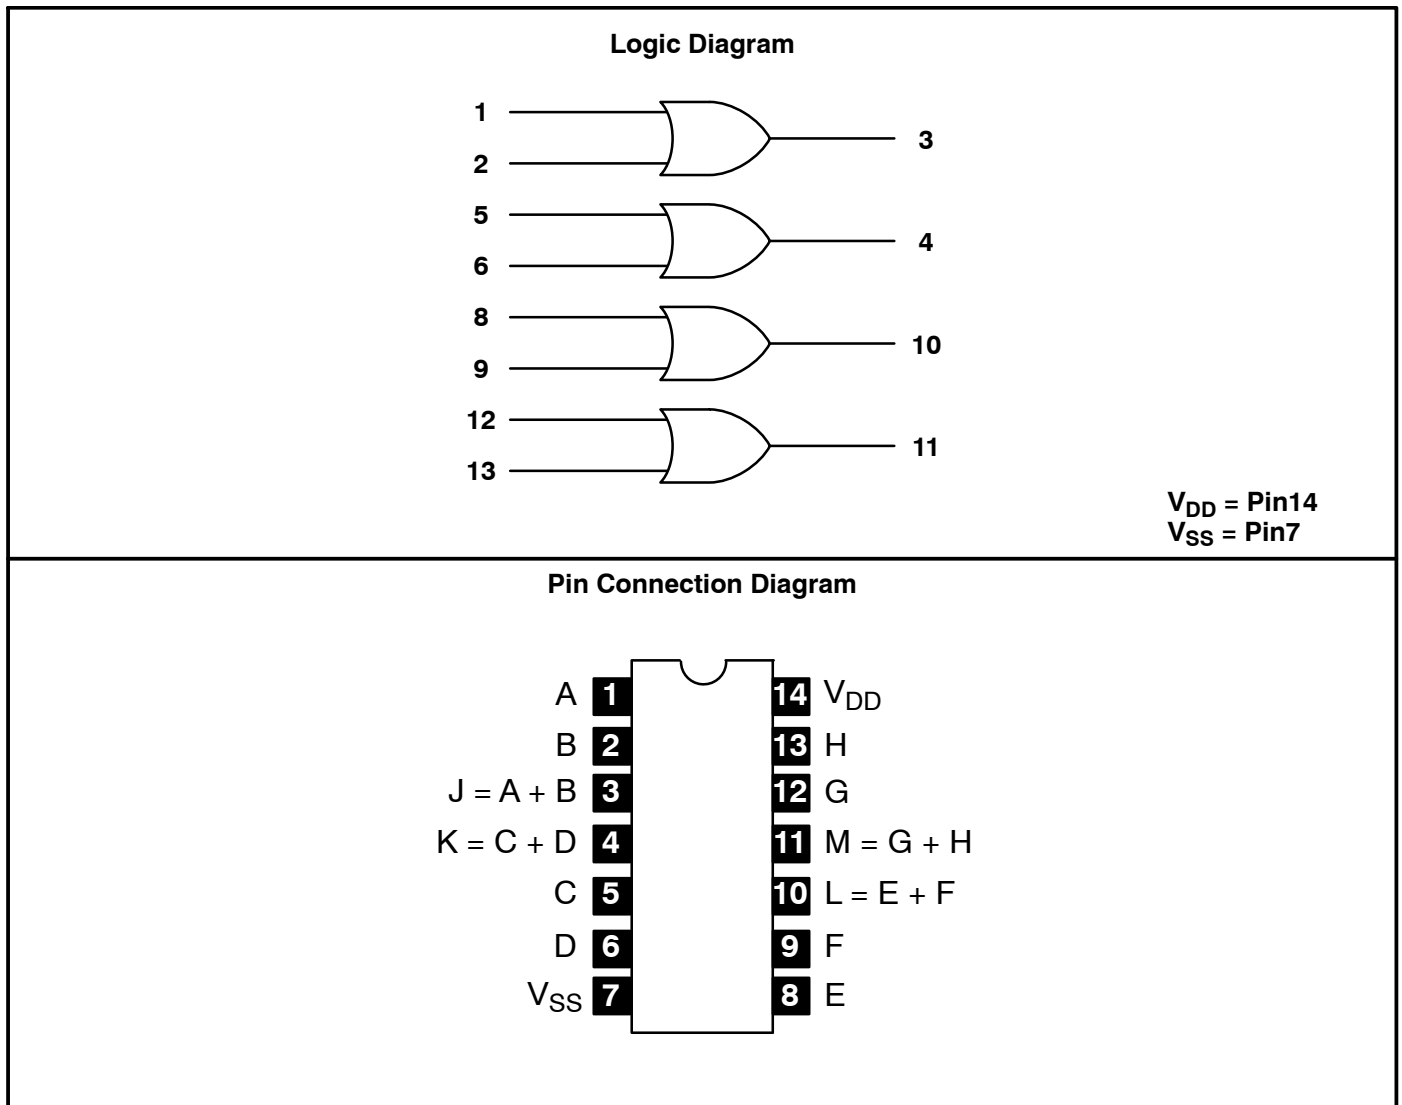 Logic Diagram
1
2
3
5
6
4
8
9
10
12
13
11
VDD = Pin14
VSS = Pin7
Pin Connection Diagram
A 1 14 VDD
B 2 13 H
J = A + B 3 12 G
K = C + D 4 11 M = G + H
C 5 10 L = E + F
D 6 9 F
VSS 7 8 E